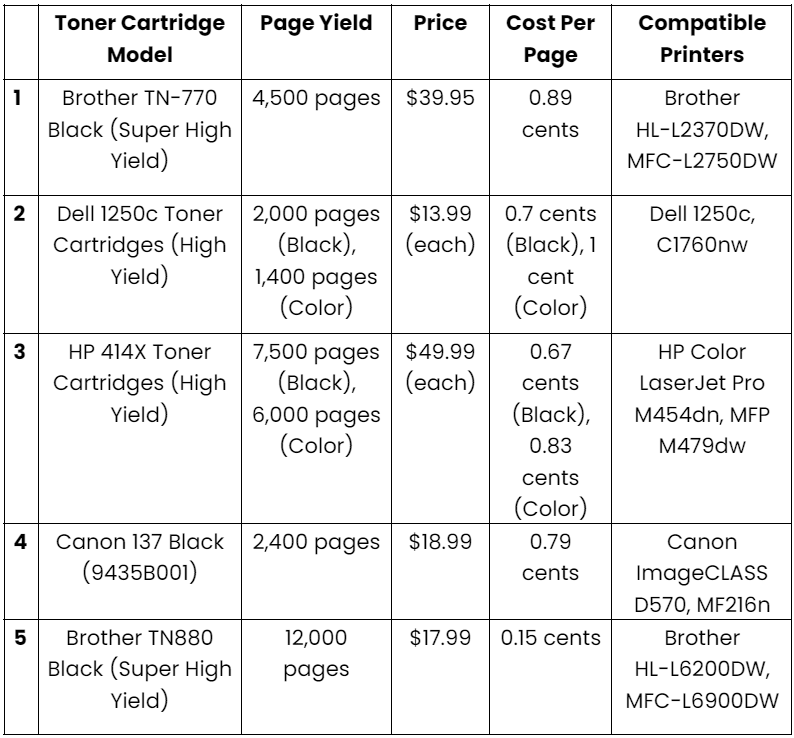 Toner Cartridge
Model
Page Yield
Price
Cost Per
Page
Compatible
Printers
1
Brother TN-770
Black (Super High
Yield)
4,500 pages
$39.95
0.89
cents
Brother
HL-L2370DW,
MFC-L2750DW
2
Dell 1250c Toner
Cartridges (High
Yield)
2,000 pages
(Black),
1,400 pages
(Color)
$13.99
(each)
0.7 cents
(Black), 1
cent
(Color)
Dell 1250c,
C1760nw
3
HP 414X Toner
Cartridges (High
Yield)
7,500 pages
(Black),
6,000 pages
(Color)
$49.99
(each)
0.67
cents
(Black),
0.83
cents
(Color)
HP Color
LaserJet Pro
M454dn, MFP
M479dw
4
Canon 137 Black
(9435B001)
2,400 pages
$18.99
0.79
cents
Canon
ImageCLASS
D570, MF216n
5
Brother TN880
Black (Super High
Yield)
12,000
pages
$17.99
0.15 cents
Brother
HL-L6200DW,
MFC-L6900DW